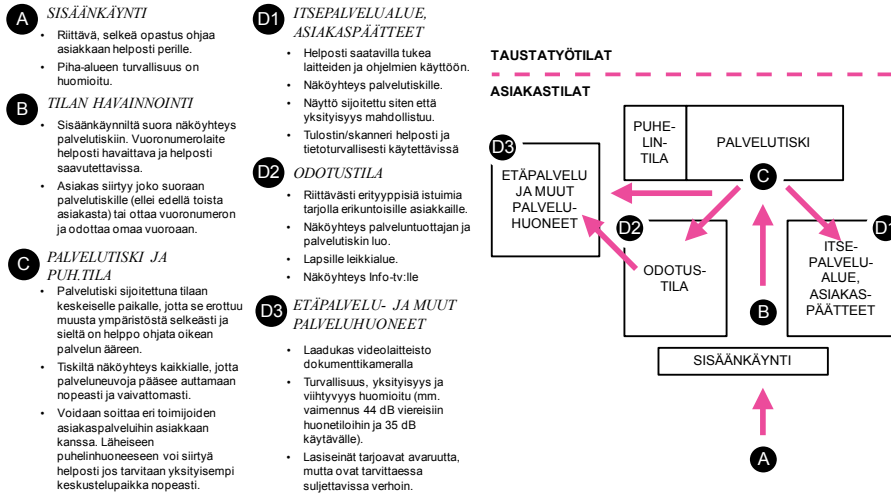 A
SISÄÄNKÄYNTI
• Riittävä, selkeä opastus ohjaa
asiakkaan helposti perille.
• Piha-alueen turvallisuus on
huomioitu.
B
TILAN HAVAINNOINTI
• Sisäänkäynniltä suora näköyhteys
palvelutiskiin. Vuoronumerolaite
helposti havaittava ja helposti
saavutettavissa.
• Asiakas siirtyy joko suoraan
palvelutiskille (ellei edellä toista
asiakasta) tai ottaa vuoronumeron
ja odottaa omaa vuoroaan.
C
PALVELUTISKI JA
PUH.TILA
• Palvelutiski sijoitettuna tilaan
keskeiselle paikalle, jotta se erottuu
muusta ympäristöstä selkeästi ja
sieltä on helppo ohjata oikean
palvelun ääreen.
• Tiskiltä näköyhteys kaikkialle, jotta
palveluneuvoja pääsee auttamaan
nopeasti ja vaivattomasti.
• Voidaan soittaa eri toimijoiden
asiakaspalveluihin asiakkaan
kanssa. Läheiseen
puhelinhuoneeseen voi siirtyä
helposti jos tarvitaan yksityisempi
keskustelupaikka nopeasti.
D1
ITSEPALVELUALUE,
ASIAKASPÄÄTTEET
• Helposti saatavilla tukea
laitteiden ja ohjelmien käyttöön.
• Näköyhteys palvelutiskille.
• Näyttö sijoitettu siten että
yksityisyys mahdollistuu.
• Tulostin/skanneri helposti ja
tietoturvallisesti käytettävissä
D2
ODOTUSTILA
• Riittävästi erityyppisiä istuimia
tarjolla erikuntoisille asiakkaille.
• Näköyhteys palveluntuottajan ja
palvelutiskin luo.
• Lapsille leikkialue.
• Näköyhteys Info-tv:lle
D3
ETÄPALVELU- JA MUUT
PALVELUHUONEET
• Laadukas videolaitteisto
dokumenttikameralla
• Turvallisuus, yksityisyys ja
viihtyvyys huomioitu (mm.
vaimennus 44 dB viereisiin
huonetiloihin ja 35 dB
käytävälle).
• Lasiseinät tarjoavat avaruutta,
mutta ovat tarvittaessa
suljettavissa verhoin.
TAUSTATYÖTILAT
ASIAKASTILAT
PUHE-
LIN-
TILA
PALVELUTISKI
C
D3
ETÄPALVELU
JA MUUT
PALVELU-
HUONEET
D2
ODOTUS-
TILA
D1
ITSE-
PALVELU-
ALUE,
ASIAKAS-
PÄÄTTEET
B
SISÄÄNKÄYNTI
A